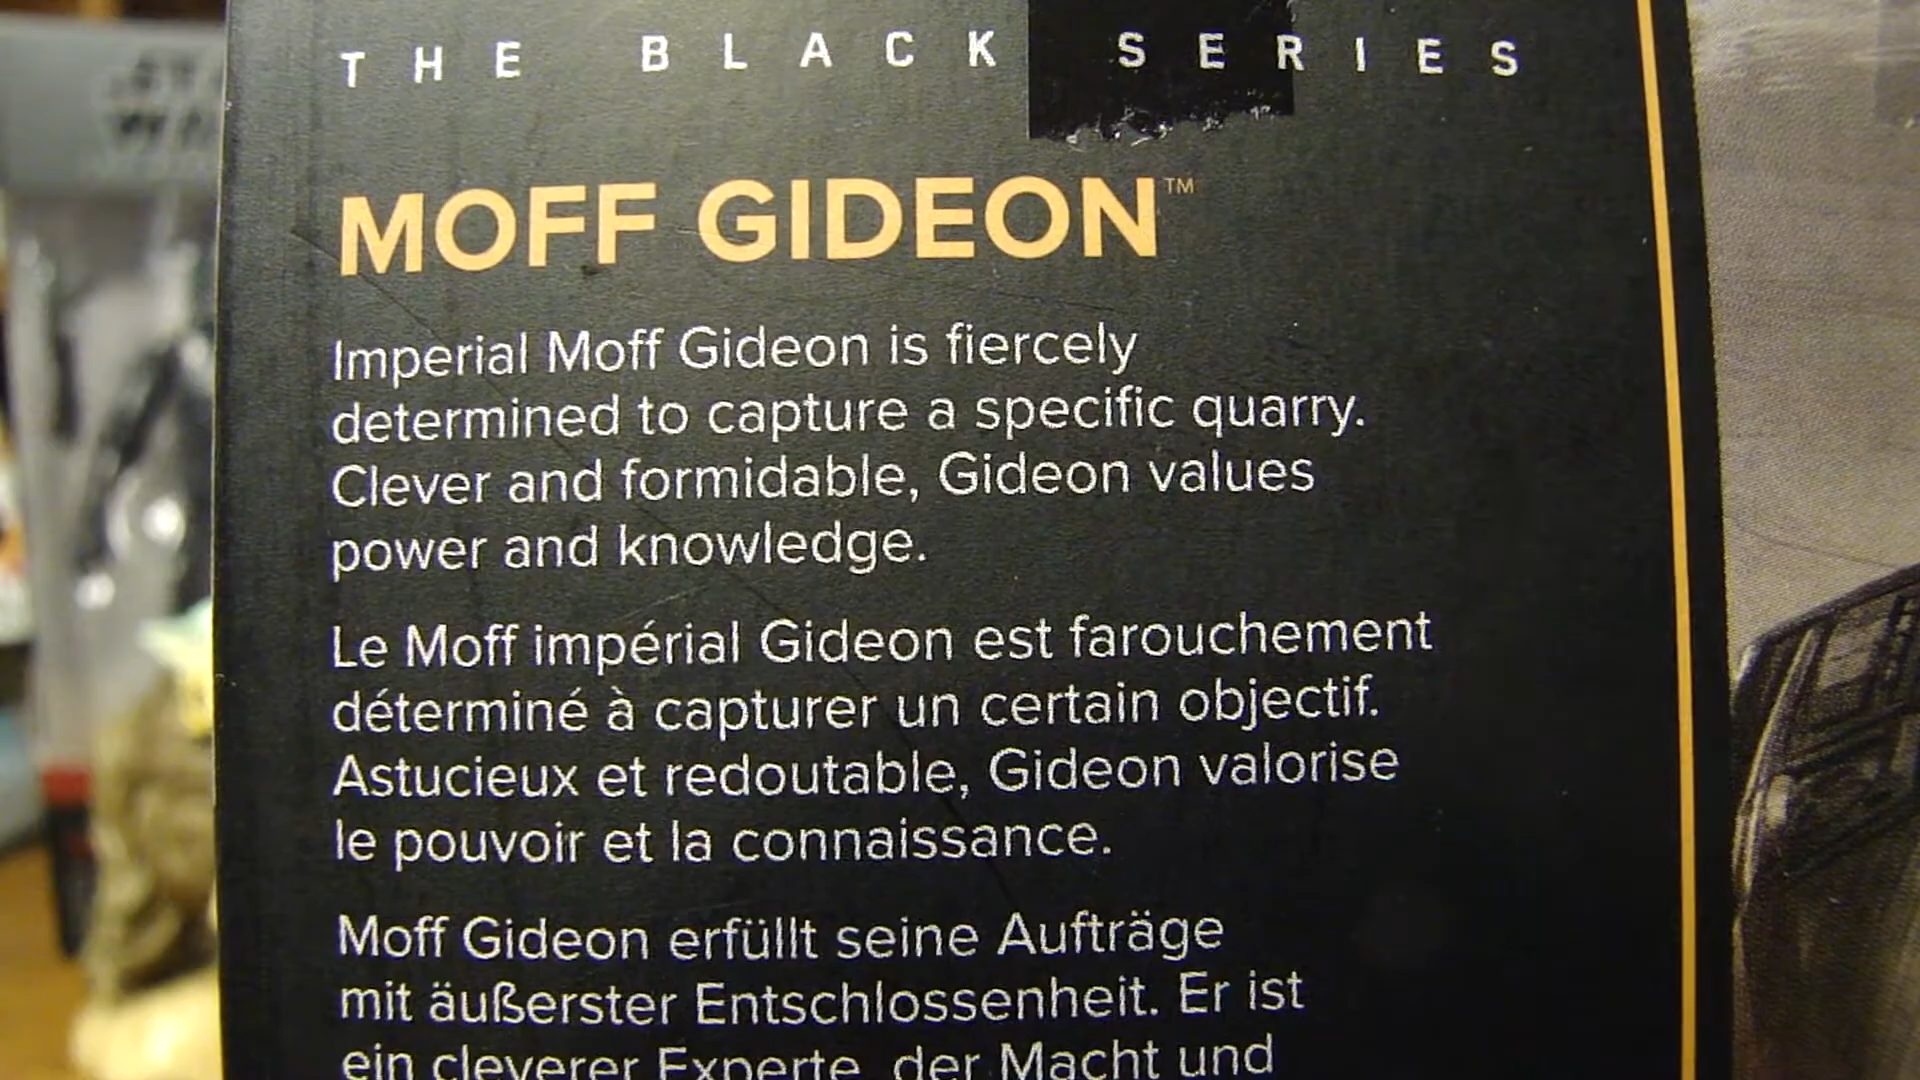 THE BLACK SERIES
MOFF GIDEON™
Imperial Moff Gideon is fiercely
determined to capture a specific quarry.
Clever and formidable, Gideon values
power and knowledge.
Le Moff impérial Gideon est farouchement
déterminé à capturer un certain objectif.
Astucieux et redoutable, Gideon valorise
le pouvoir et la connaissance.
Moff Gideon erfüllt seine Aufträge
mit äußerster Entschlossenheit. Er ist
ein cleverer Experte, der Macht und